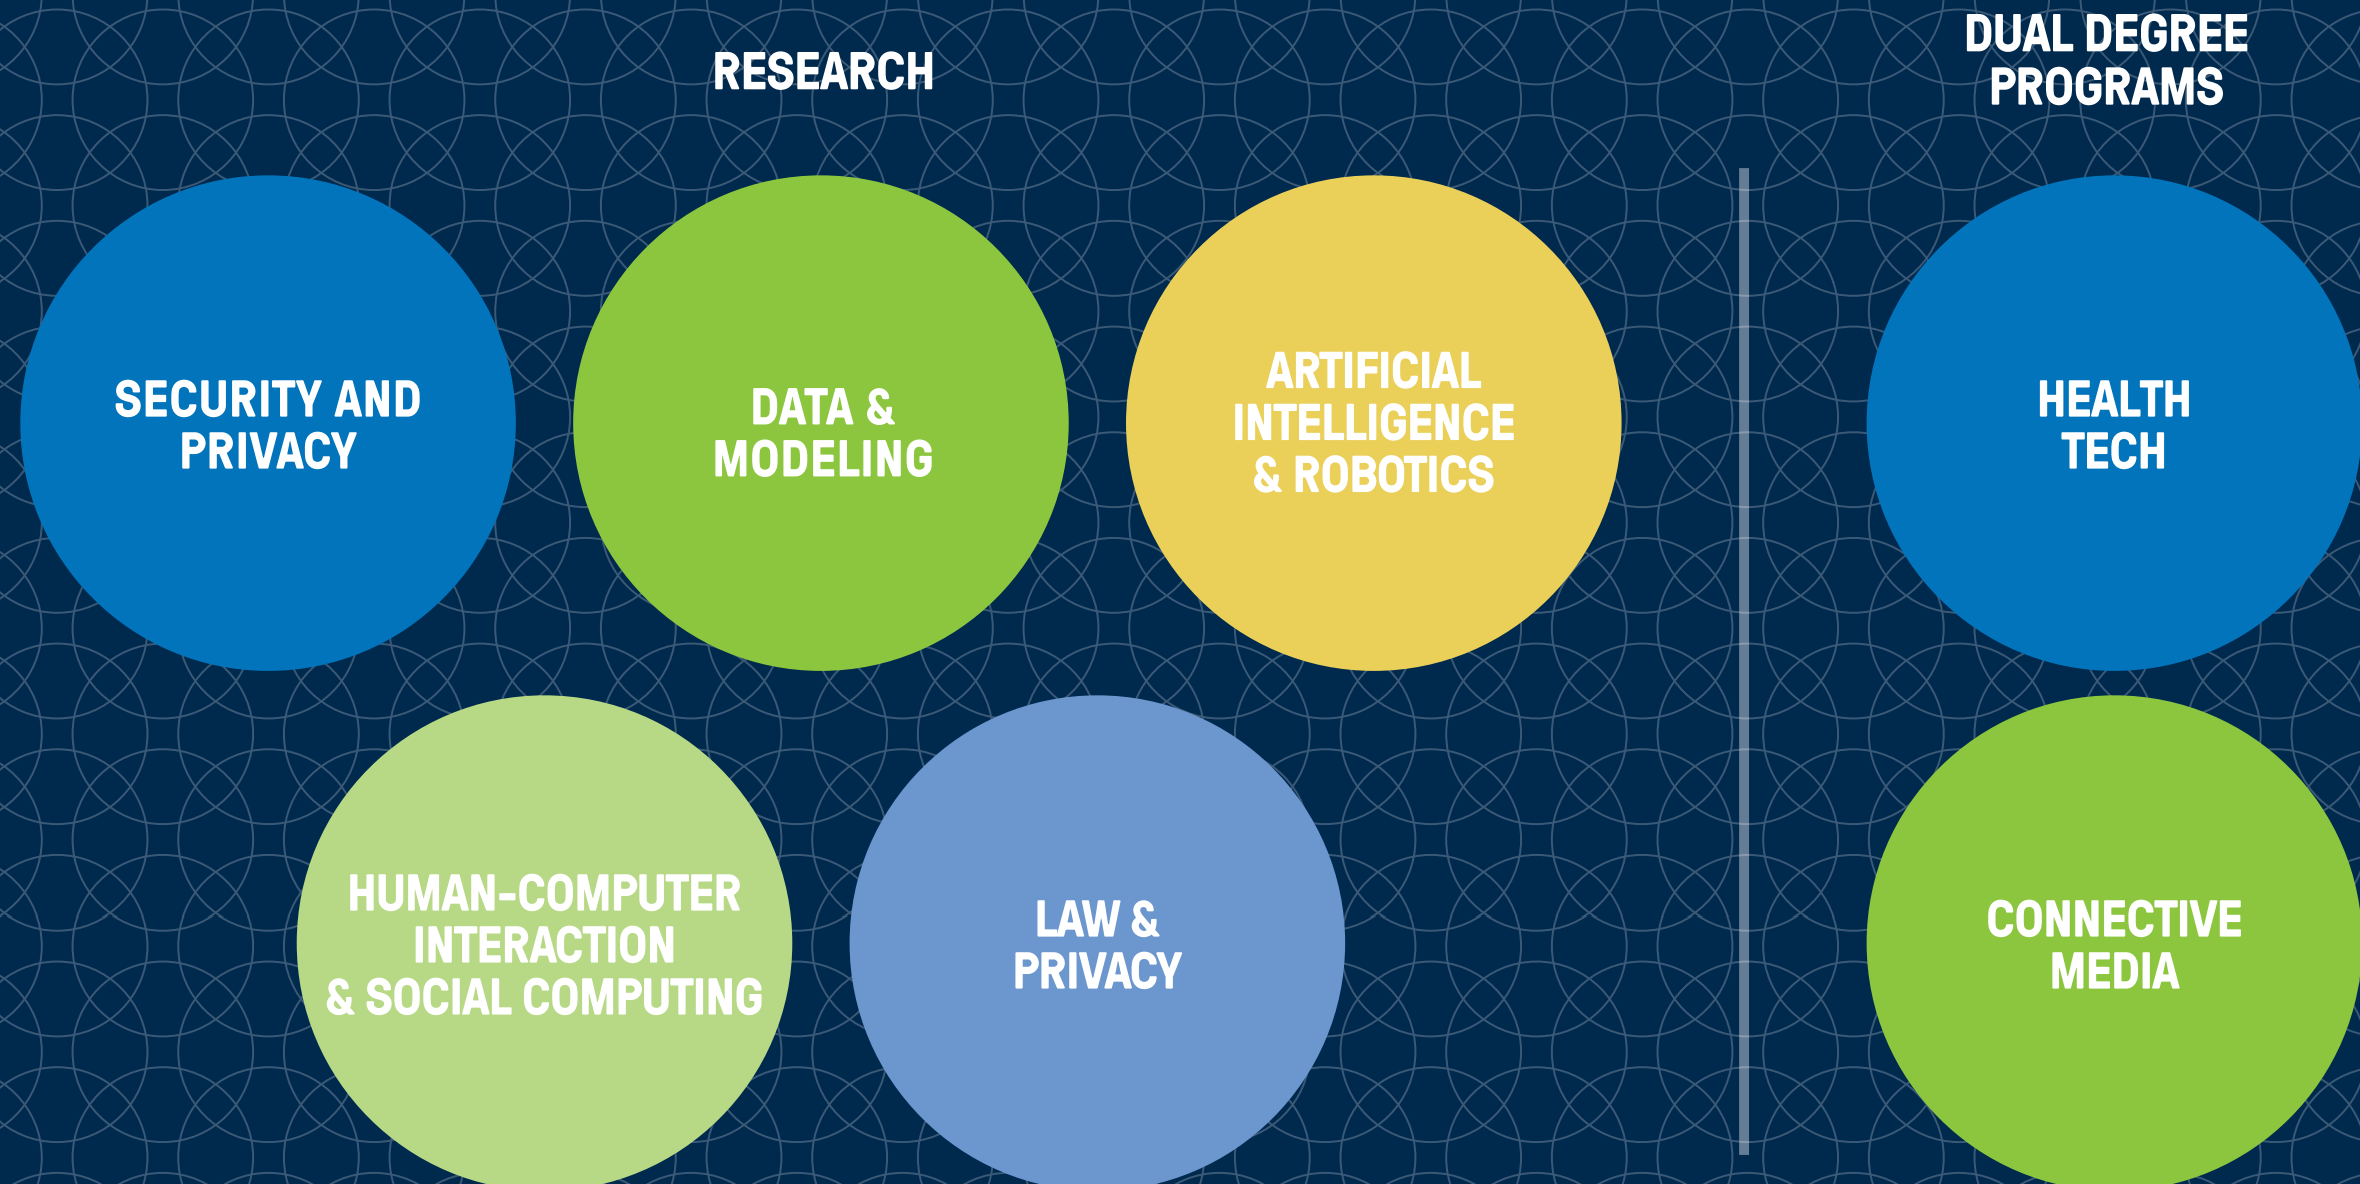 RESEARCH
DUAL DEGREE
PROGRAMS
SECURITY AND
PRIVACY
DATA &
MODELING
ARTIFICIAL
INTELLIGENCE
& ROBOTICS
HEALTH
TECH
HUMAN-COMPUTER
INTERACTION
& SOCIAL COMPUTING
LAW &
PRIVACY
CONNECTIVE
MEDIA